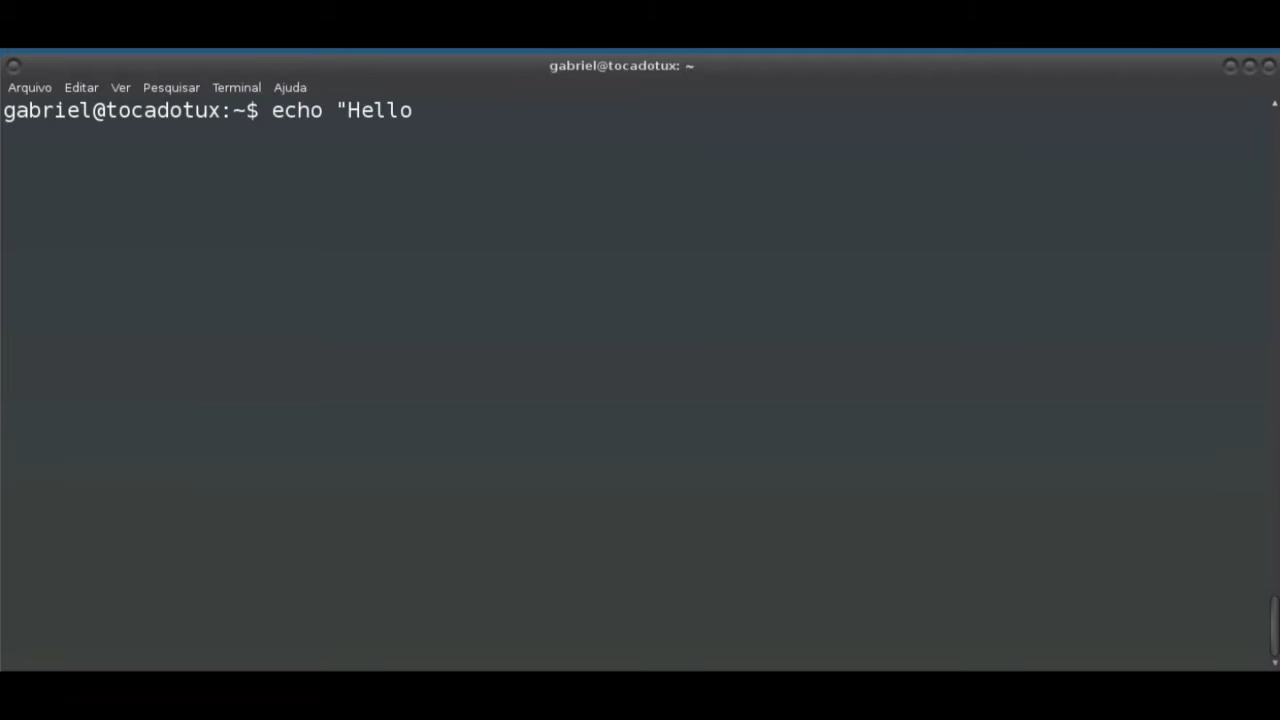 gabriel@tocadotux: ~
Arquivo Editar Ver Pesquisar Terminal Ajuda
gabriel@tocadotux:~$ echo "Hello